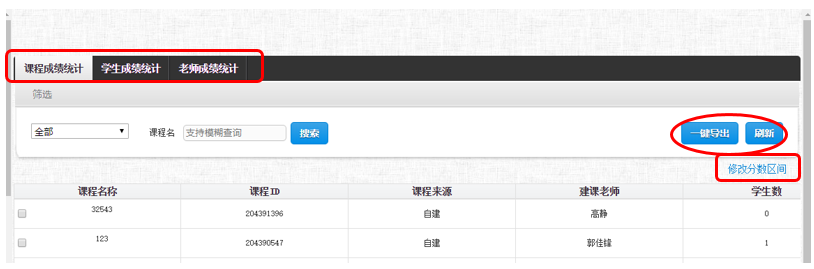 课程成绩统计 学生成绩统计 老师成绩统计
筛选
全部 课程名 支持模糊查询 搜索 一键导出 刷新
修改分数区间
课程名称 课程ID 课程来源 建课老师 学生数
32543 204391396 自建 高静 0
123 204390547 自建 郭佳锋 1